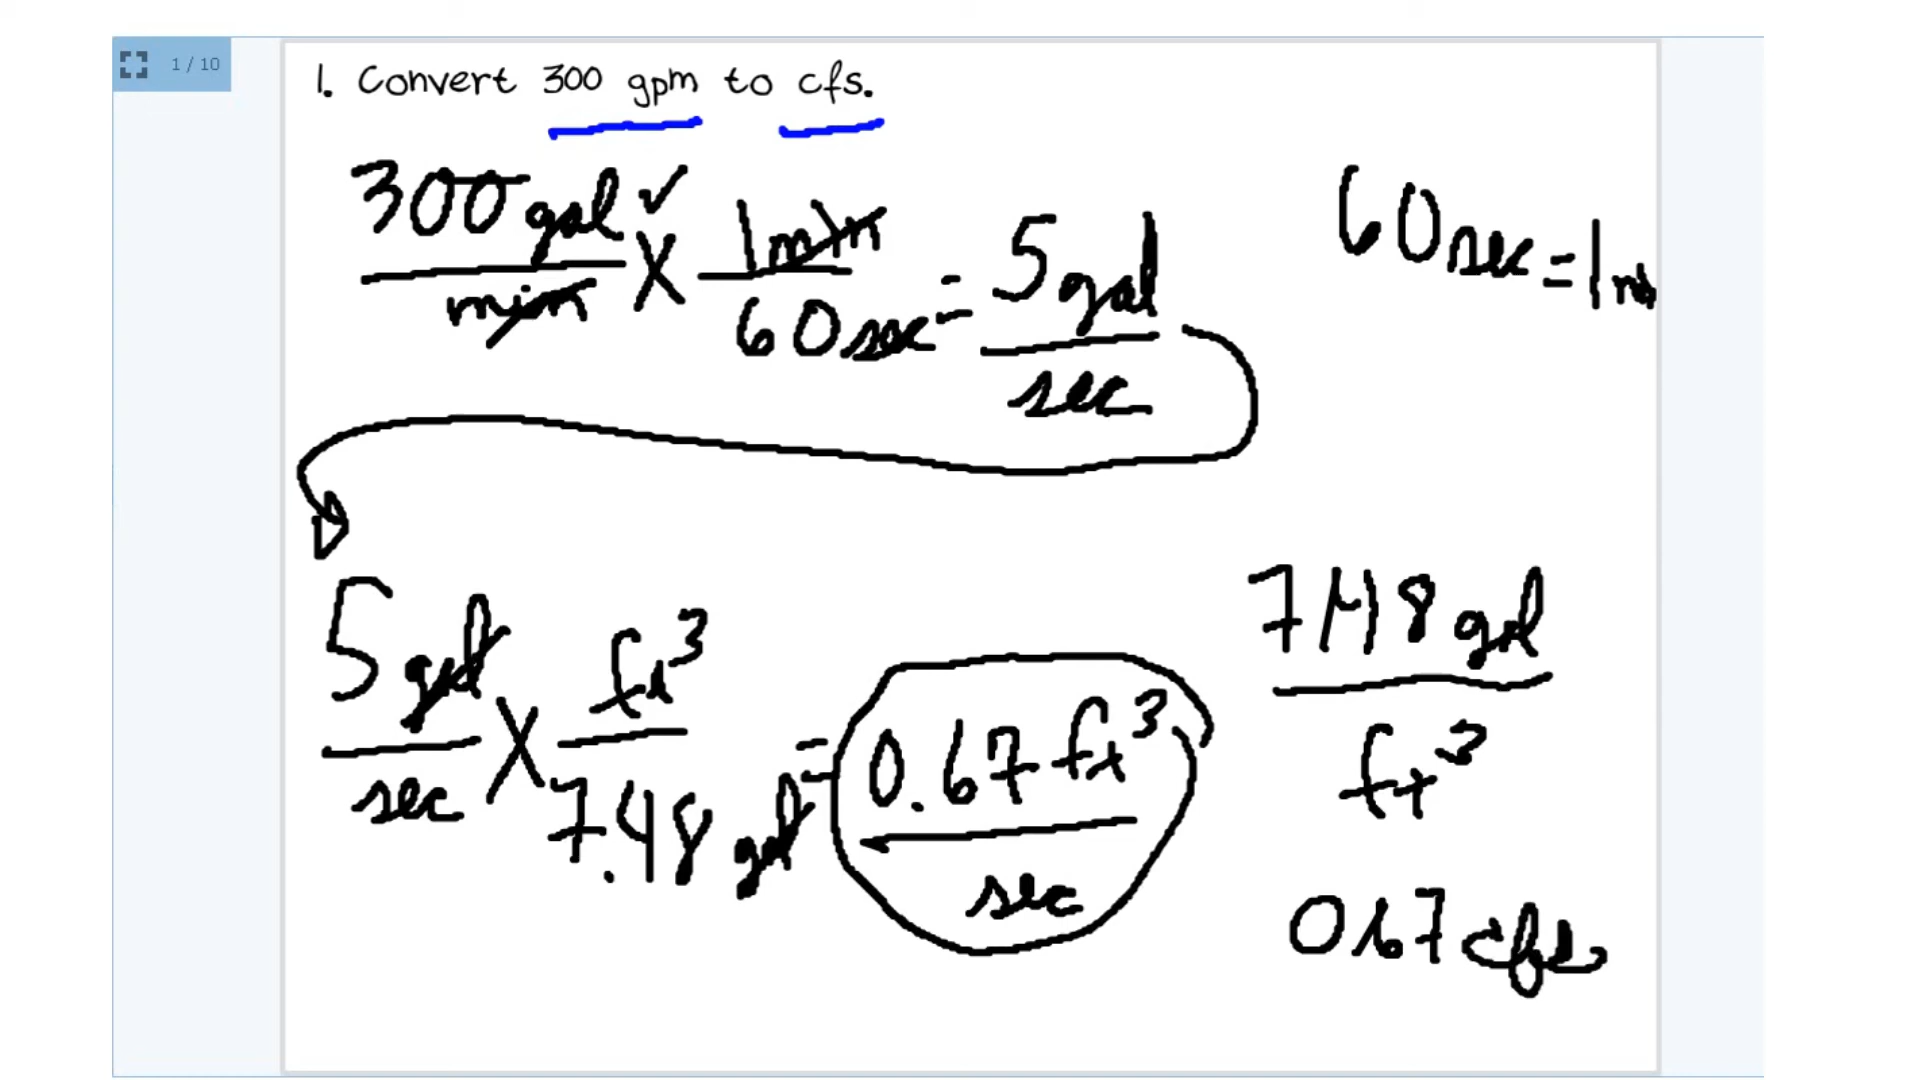 1 / 10
1. Convert 300 gpm to cfs.
300 gal / min X 1 min / 60 sec = 5 gal / sec
60 sec = 1 min
5 gal / sec X ft³ / 7.48 gal = 0.67 ft³ / sec
7.48 gal / ft³
0.67 cfs